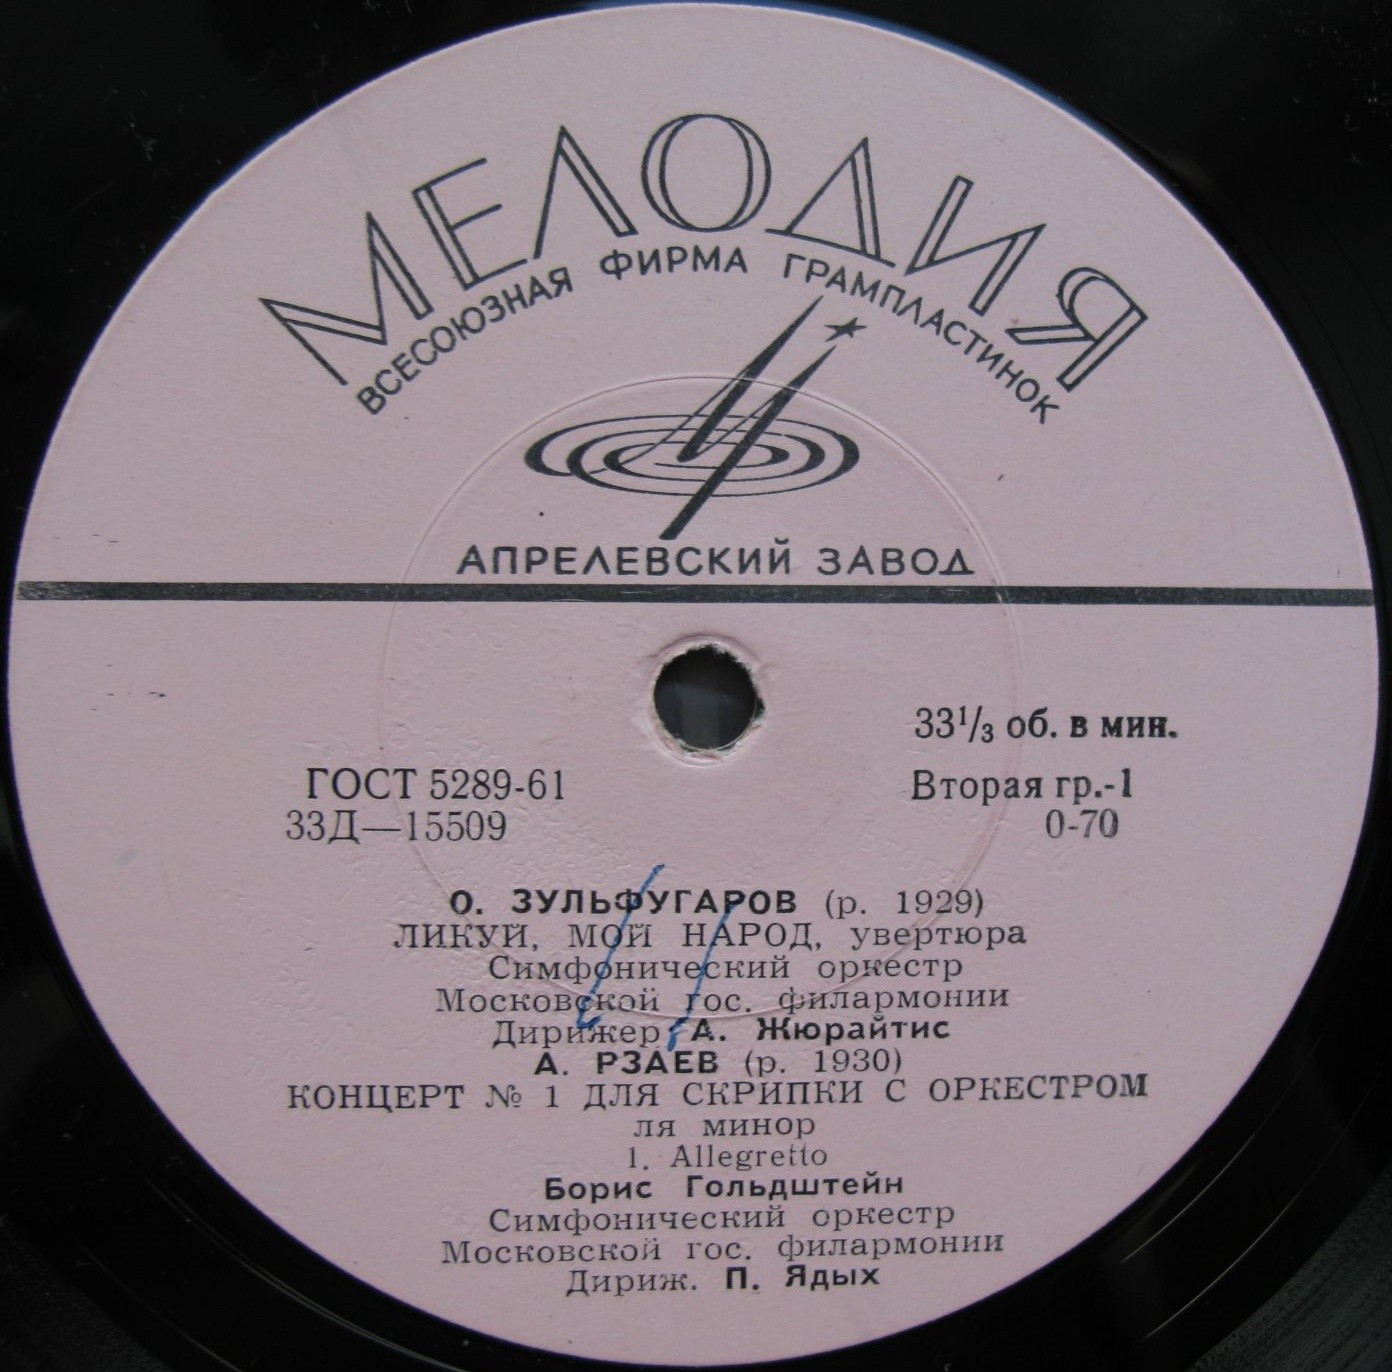 МЕЛОДИЯ
ВСЕСОЮЗНАЯ ФИРМА ГРАМПЛАСТИНОК
АПРЕЛЕВСКИЙ ЗАВОД
33⅓ об. в мин.
ГОСТ 5289-61
Вторая гр.-1
33Д—15509
0-70
О. ЗУЛЬФУГАРОВ (р. 1929)
ЛИКУЙ, МОЙ НАРОД, увертюра
Симфонический оркестр
Московской гос. филармонии
Дирижер А. Жюрайтис
А. РЗАЕВ (р. 1930)
КОНЦЕРТ № 1 ДЛЯ СКРИПКИ С ОРКЕСТРОМ
ля минор
1. Allegretto
Борис Гольдштейн
Симфонический оркестр
Московской гос. филармонии
Дириж. П. Ядых